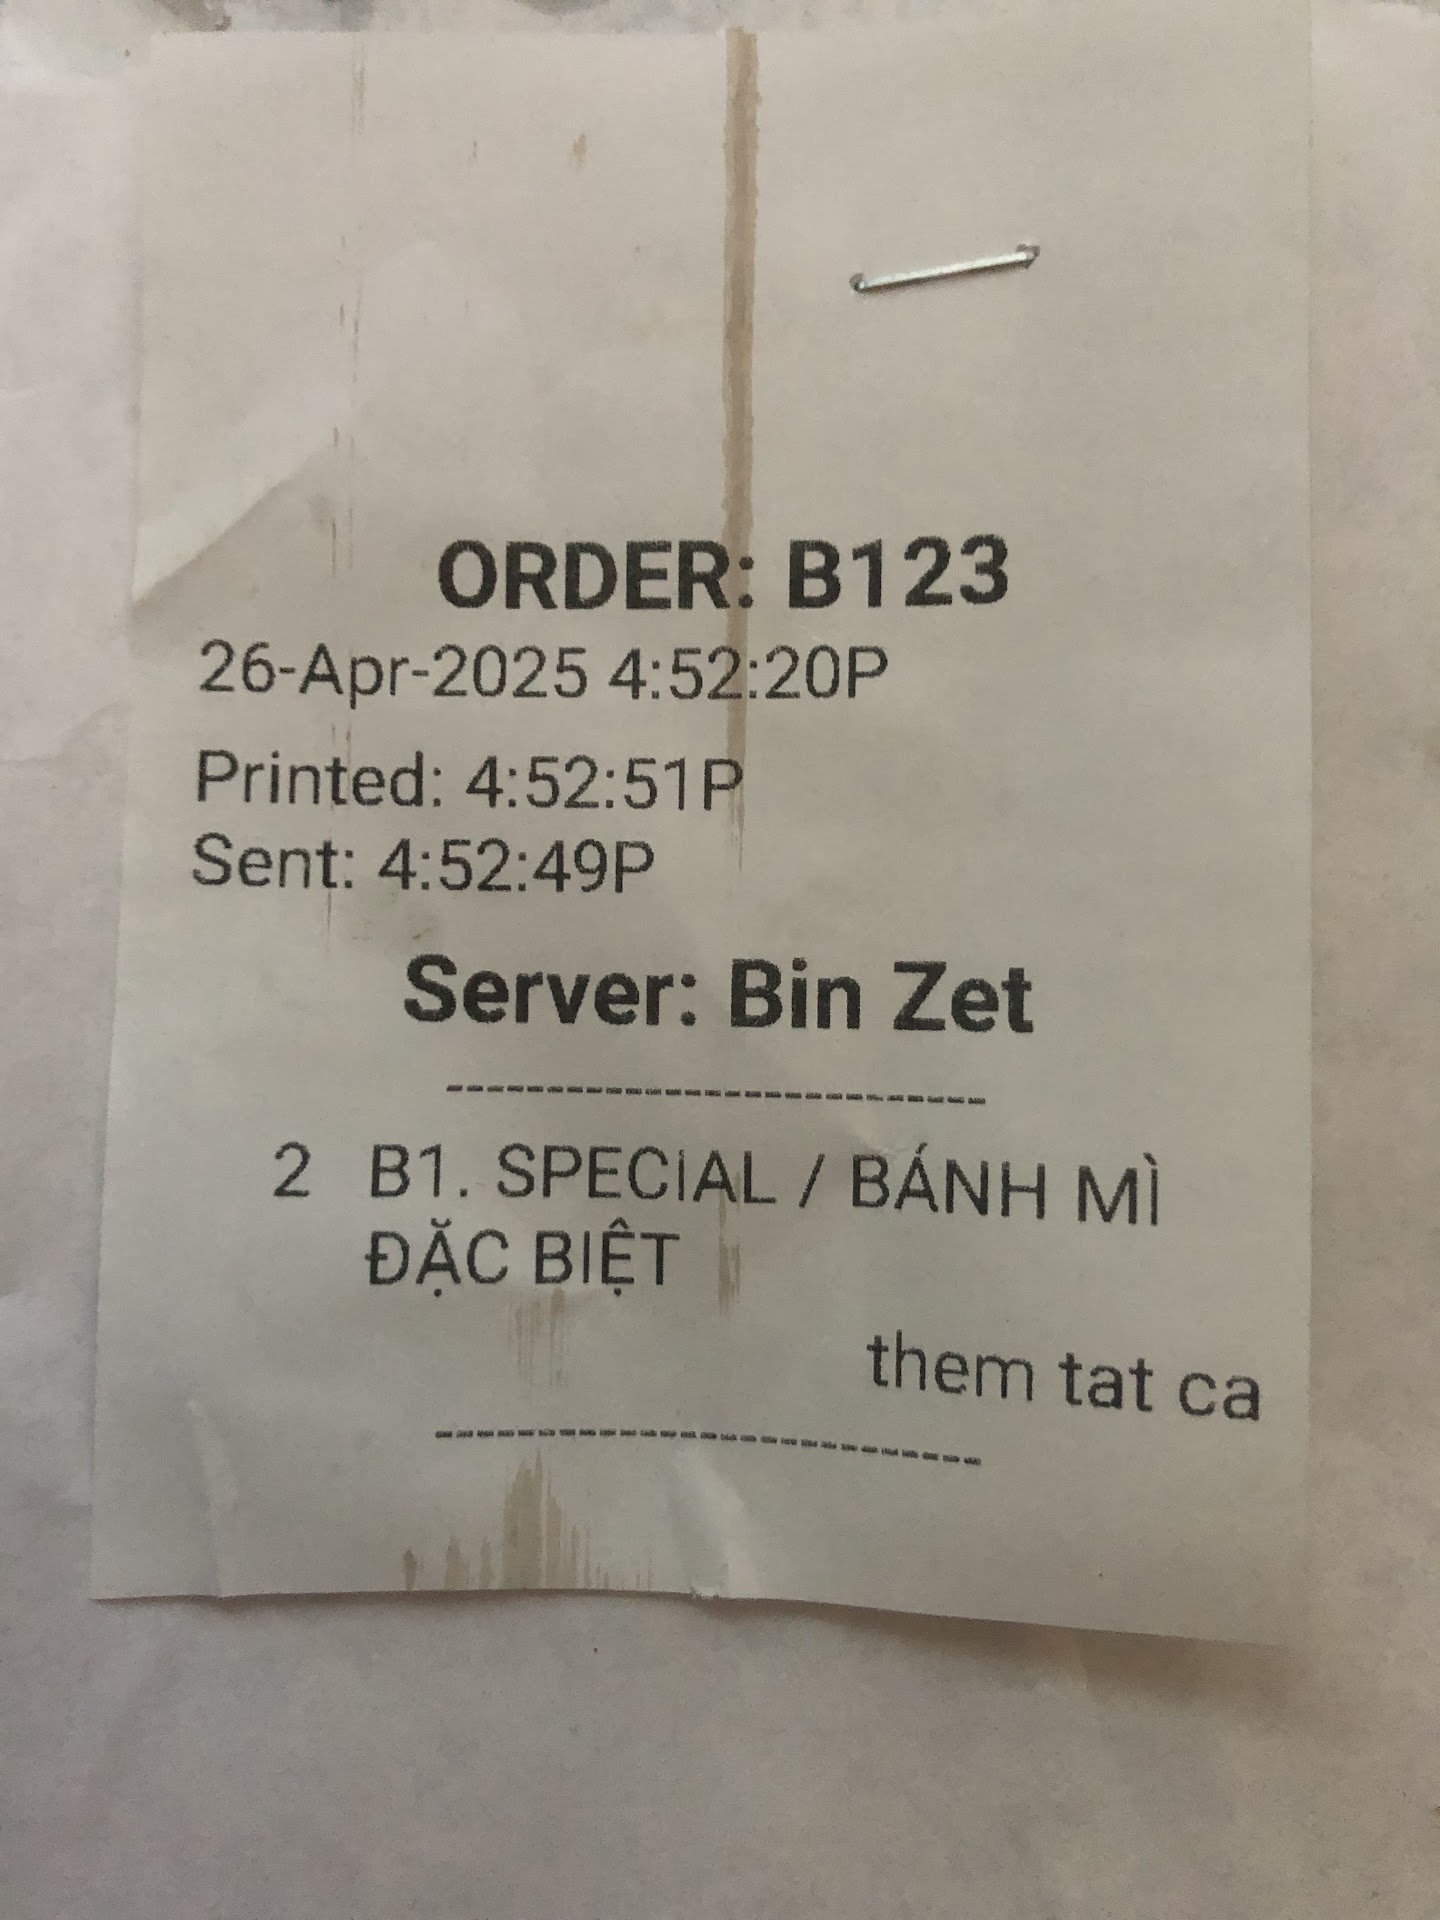 ORDER: B123
26-Apr-2025 4:52:20P
Printed: 4:52:51P
Sent: 4:52:49P
Server: Bin Zet
---------------------------
2 B1. SPECIAL / BÁNH MÌ
ĐẶC BIỆT
them tat ca
---------------------------